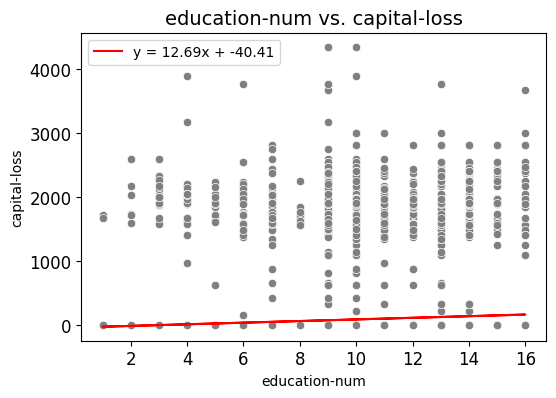 education-num vs. capital-loss
y = 12.69x + -40.41
4000
3000
2000
1000
0
capital-loss
2 4 6 8 10 12 14 16
education-num